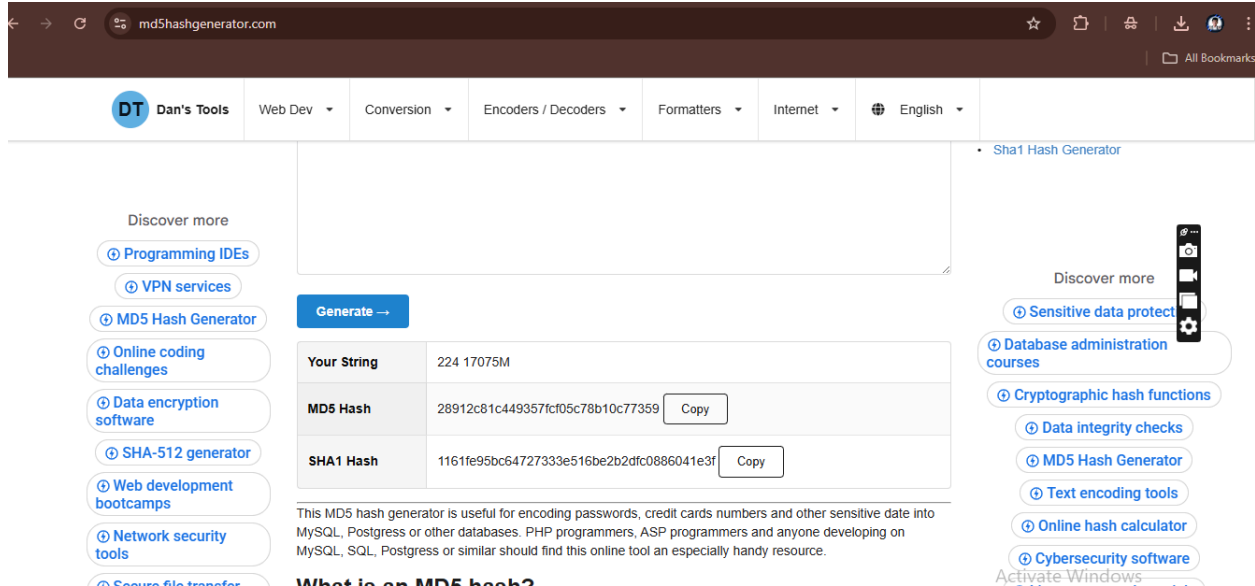 md5hashgenerator.com
All Bookmarks
DT Dan's Tools Web Dev Conversion Encoders / Decoders Formatters Internet English
Sha1 Hash Generator
Discover more
Programming IDEs
VPN services
MD5 Hash Generator
Online coding
challenges
Data encryption
software
SHA-512 generator
Web development
bootcamps
Network security
tools
Secure file transfer
Generate →
Your String 224 17075M
MD5 Hash 28912c81c449357fcf05c78b10c77359 Copy
SHA1 Hash 1161fe95bc64727333e516be2b2dfc0886041e3f Copy
This MD5 hash generator is useful for encoding passwords, credit cards numbers and other sensitive date into
MySQL, Postgress or other databases. PHP programmers, ASP programmers and anyone developing on
MySQL, SQL, Postgress or similar should find this online tool an especially handy resource.
What is an MD5 hash?
Discover more
Sensitive data protect
Database administration
courses
Cryptographic hash functions
Data integrity checks
MD5 Hash Generator
Text encoding tools
Online hash calculator
Cybersecurity software
Activate Windows